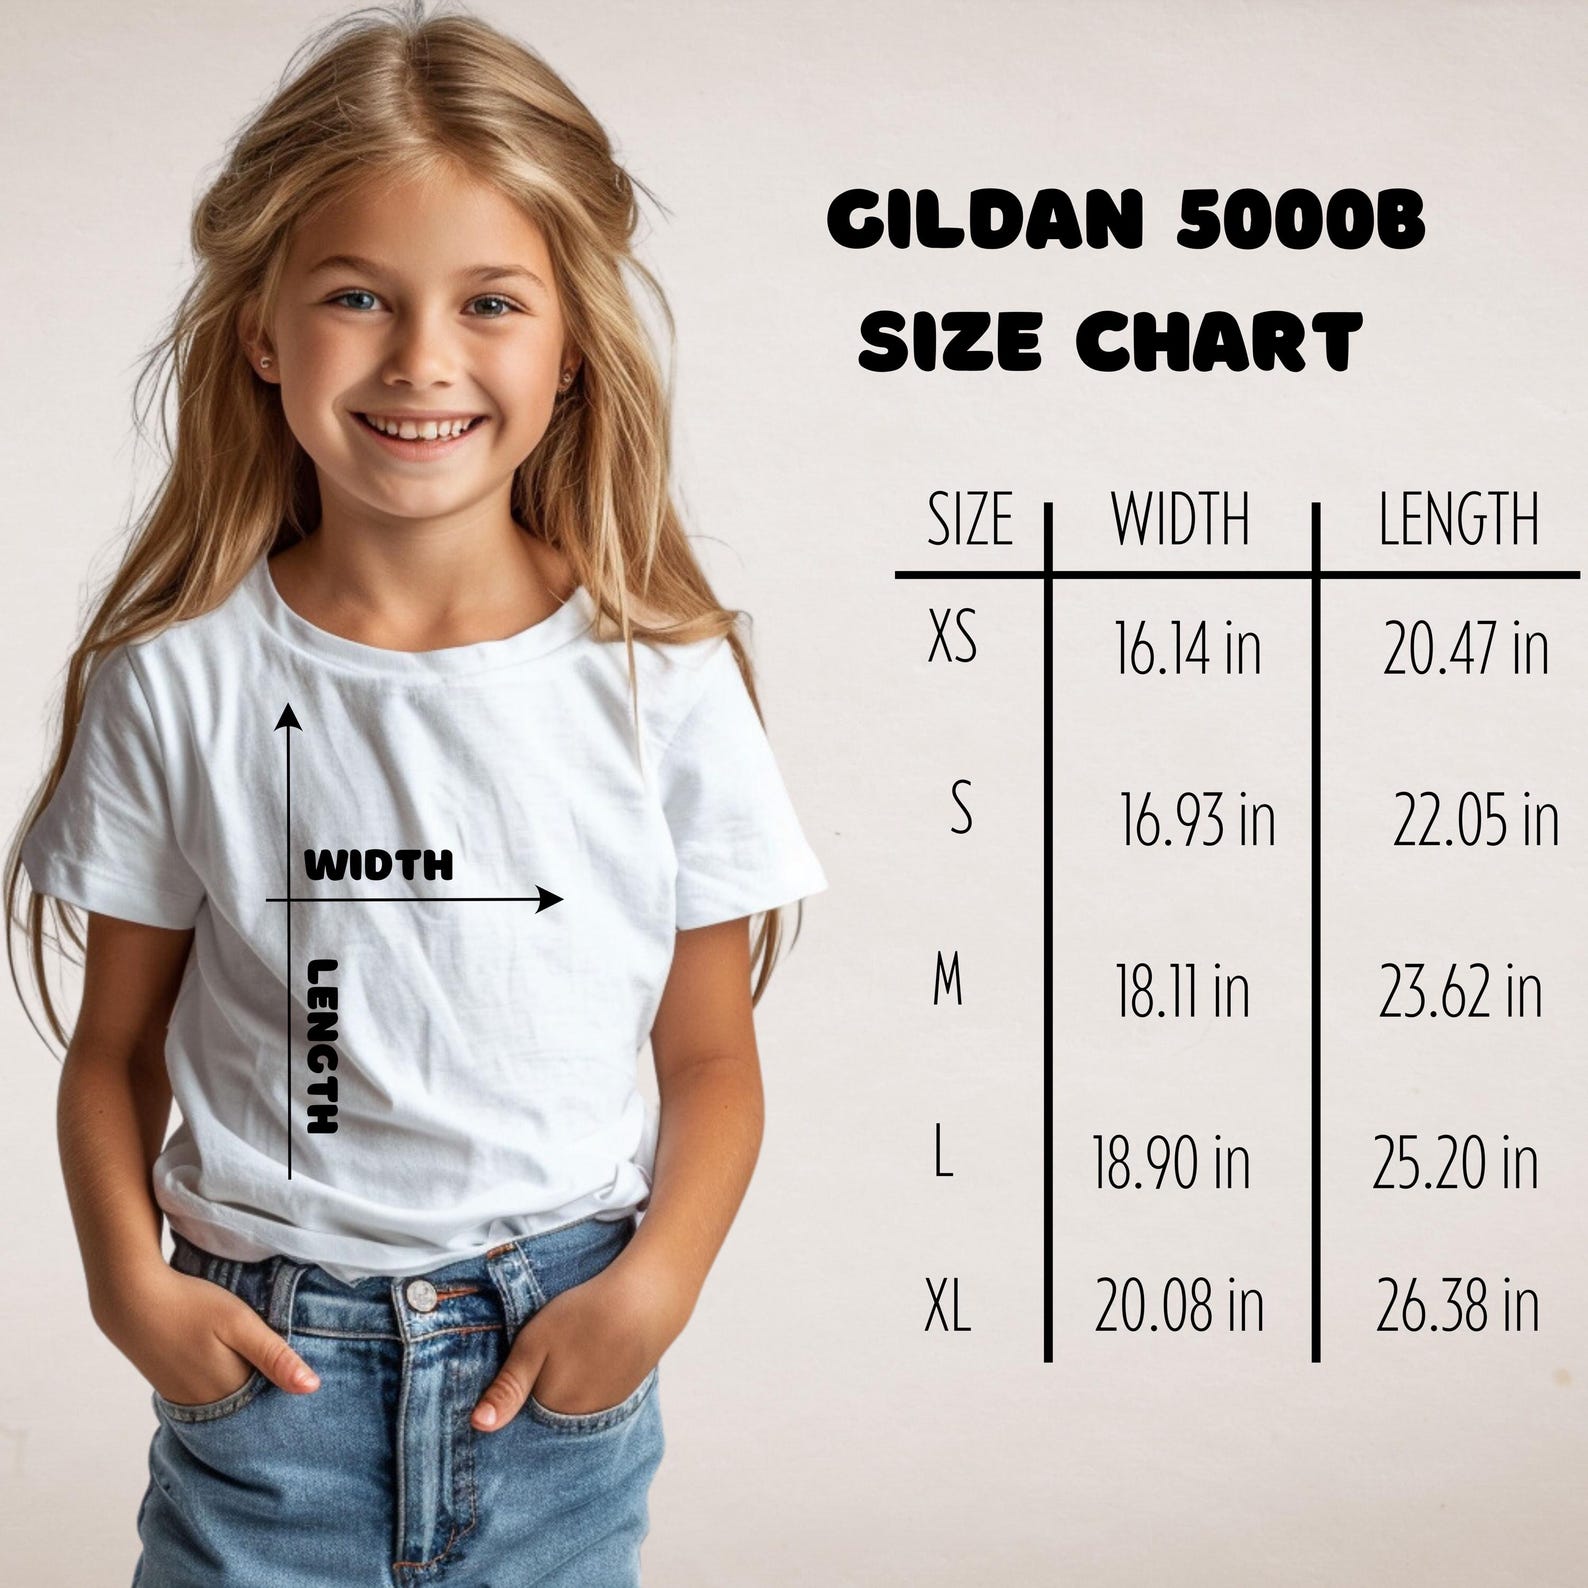 GILDAN 5000B
SIZE CHART
SIZE WIDTH LENGTH
XS 16.14 in 20.47 in
S 16.93 in 22.05 in
M 18.11 in 23.62 in
L 18.90 in 25.20 in
XL 20.08 in 26.38 in
WIDTH
LENGTH